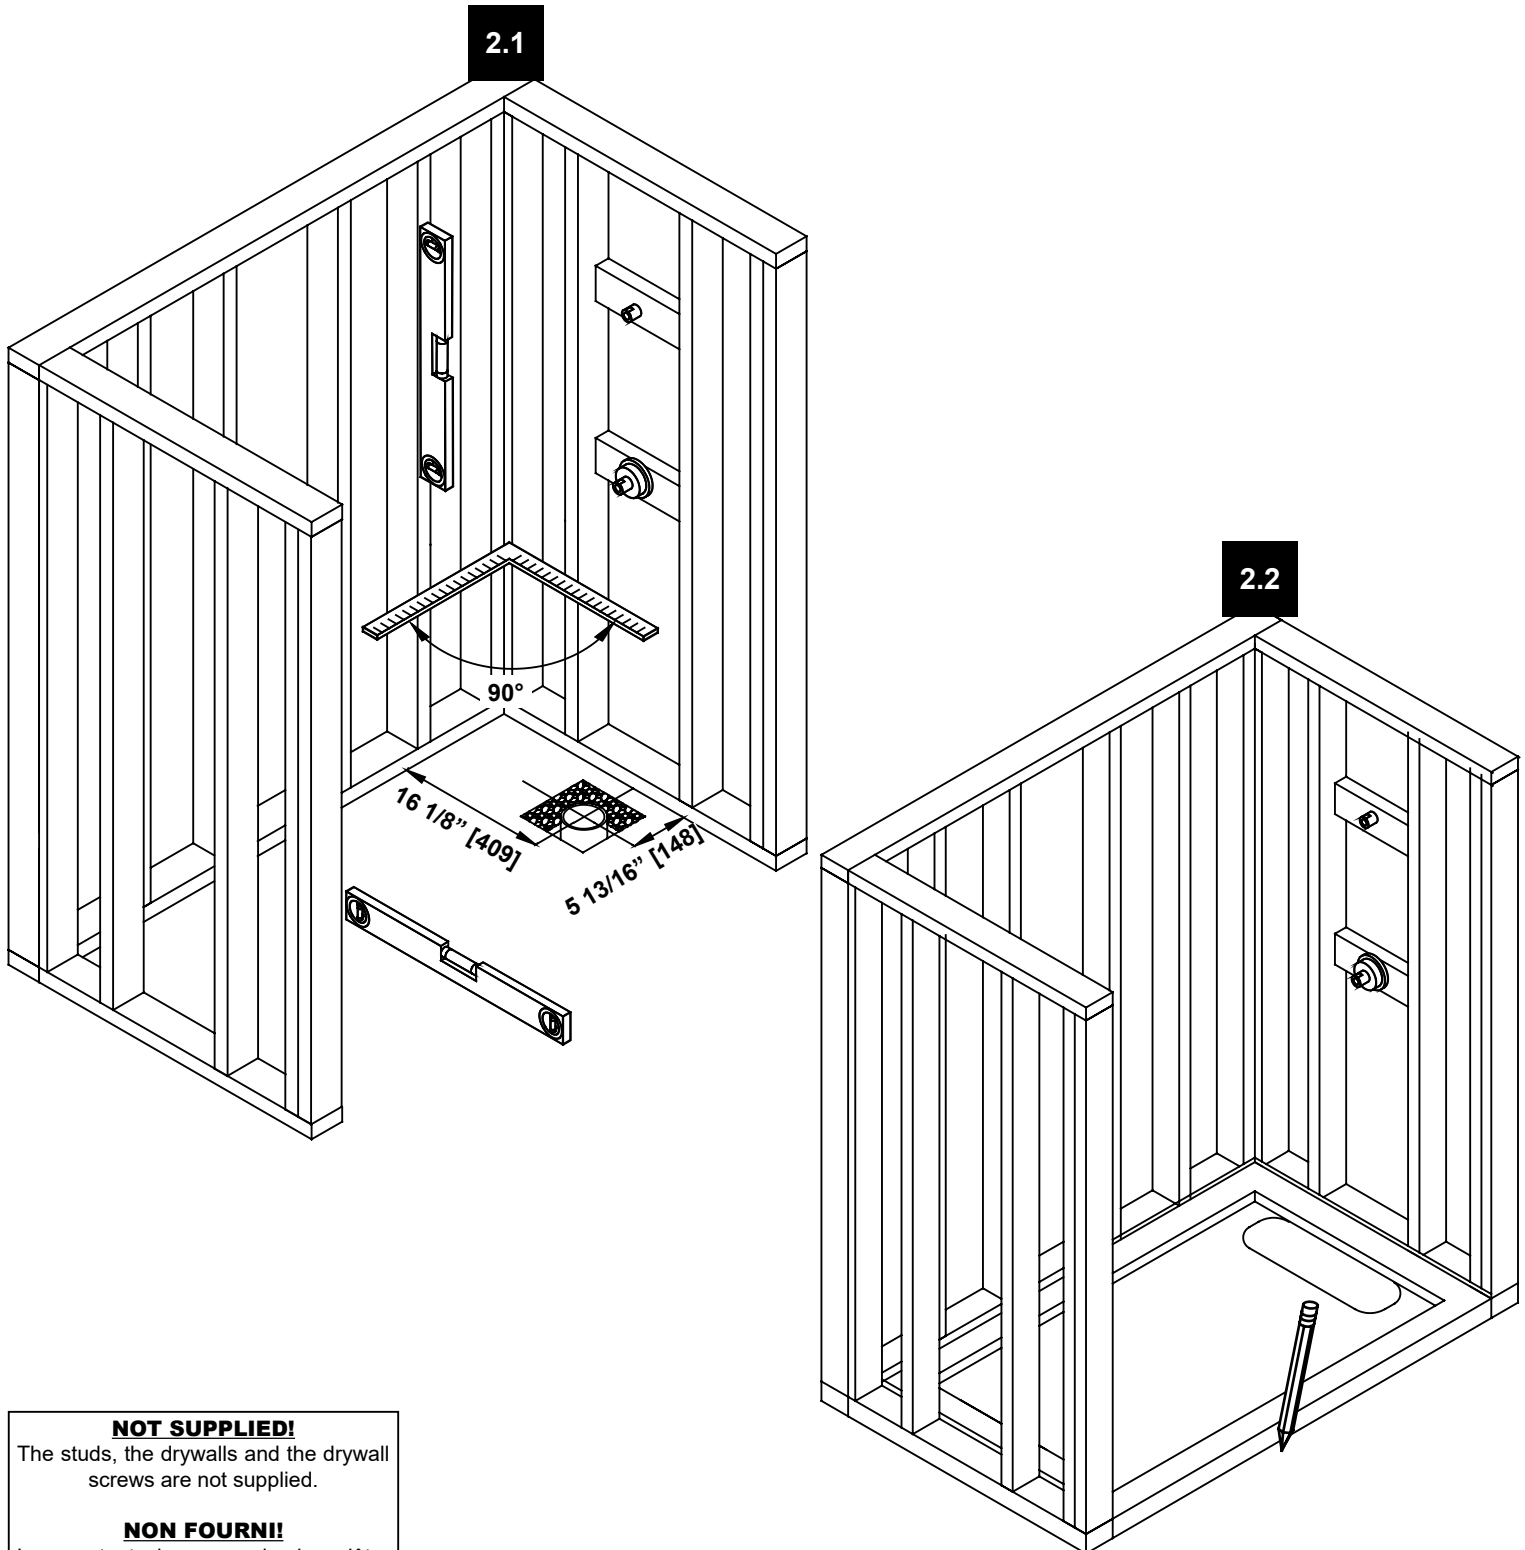 2.1
90°
16 1/8” [409]
5 13/16” [148]
2.2
NOT SUPPLIED!
The studs, the drywalls and the drywall
screws are not supplied.
NON FOURNI!